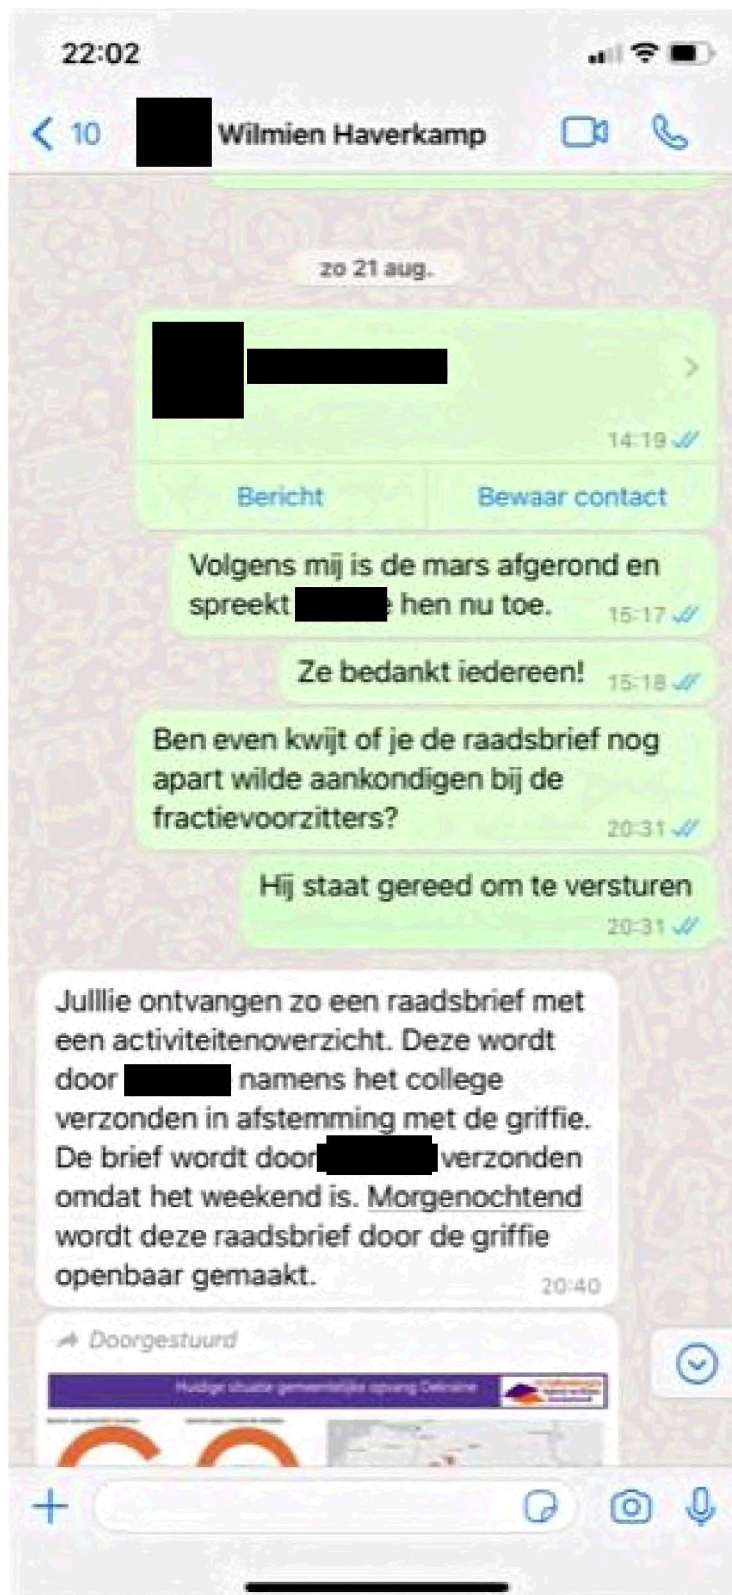 22:02
10
Wilmien Haverkamp
zo 21 aug.
14:19
Bericht
Bewaar contact
Volgens mij is de mars afgerond en
spreekt hen nu toe.
15:17
Ze bedankt iedereen!
15:18
Ben even kwijt of je de raadsbrief nog
apart wilde aankondigen bij de
fractievoorzitters?
20:31
Hij staat gereed om te versturen
20:31
Julllie ontvangen zo een raadsbrief met
een activiteitenoverzicht. Deze wordt
door namens het college
verzonden in afstemming met de griffie.
De brief wordt door verzonden
omdat het weekend is. Morgenochtend
wordt deze raadsbrief door de griffie
openbaar gemaakt.
20:40
Doorgestuurd
Huidige situatie gemeentelijke opvang Oekraïne